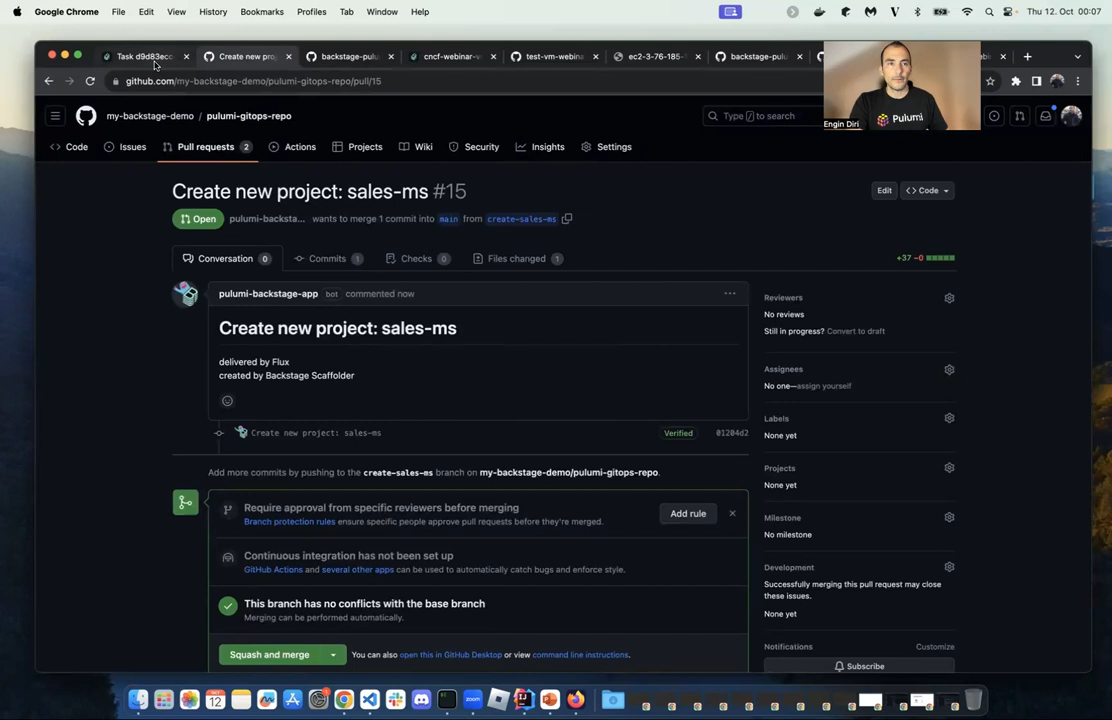 Google Chrome File Edit View History Bookmarks Profiles Tab Window Help Thu 12. Oct 00:07
Task d9d83ecc Create new proj backstage-pulu cncf-webinar-v test-vm-webina ec2-3-76-185- backstage-pulu
github.com/my-backstage-demo/pulumi-gitops-repo/pull/15
my-backstage-demo / pulumi-gitops-repo Type / to search
Pulumi
Engin Diri
Code Issues Pull requests 2 Actions Projects Wiki Security Insights Settings
Create new project: sales-ms #15
Edit <> Code
Open pulumi-backsta... wants to merge 1 commit into main from create-sales-ms
Conversation 0 Commits 1 Checks 0 Files changed 1 +37 −0
pulumi-backstage-app bot commented now
Create new project: sales-ms
delivered by Flux
created by Backstage Scaffolder
Create new project: sales-ms Verified 01204d2
Add more commits by pushing to the create-sales-ms branch on my-backstage-demo/pulumi-gitops-repo.
Require approval from specific reviewers before merging
Branch protection rules ensure specific people approve pull requests before they're merged.
Add rule
Continuous integration has not been set up
GitHub Actions and several other apps can be used to automatically catch bugs and enforce style.
This branch has no conflicts with the base branch
Merging can be performed automatically.
Squash and merge You can also open this in GitHub Desktop or view command line instructions.
Reviewers
No reviews
Still in progress? Convert to draft
Assignees
No one—assign yourself
Labels
None yet
Projects
None yet
Milestone
No milestone
Development
Successfully merging this pull request may close
these issues.
None yet
Notifications Customize
Subscribe